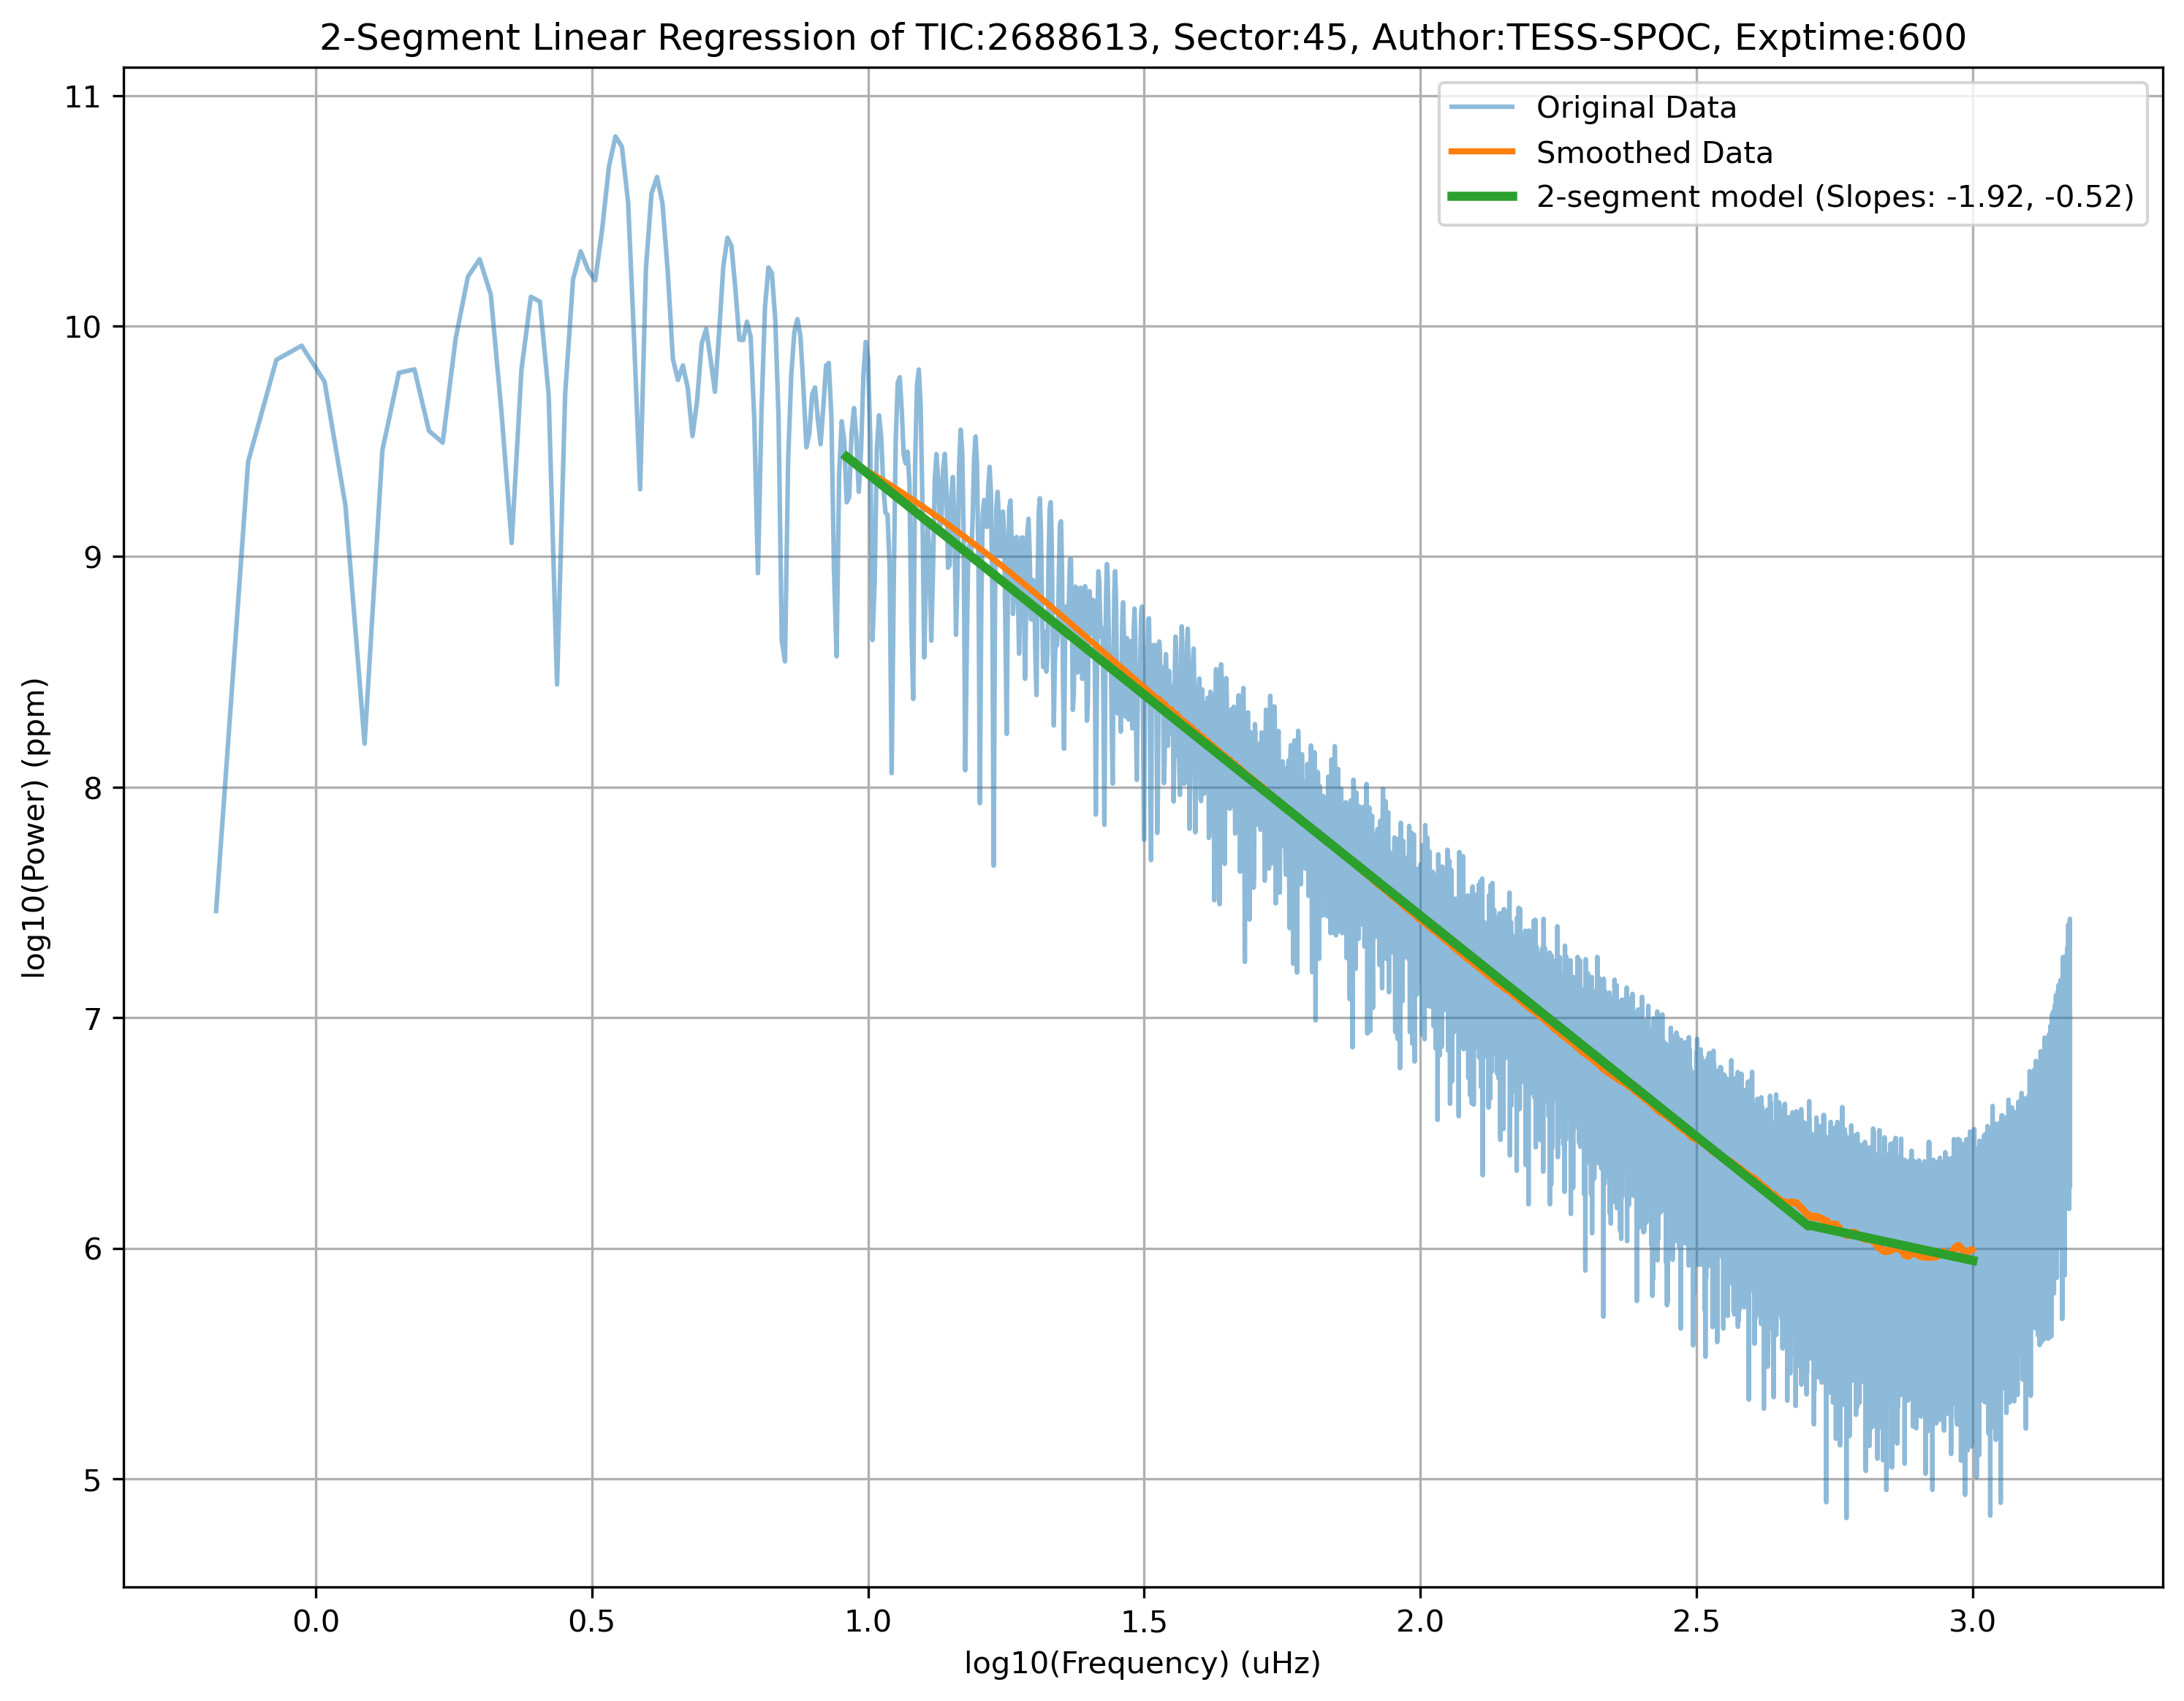 2-Segment Linear Regression of TIC:2688613, Sector:45, Author:TESS-SPOC, Exptime:600
Original Data
Smoothed Data
2-segment model (Slopes: -1.92, -0.52)
log10(Power) (ppm)
11
10
9
8
7
6
5
0.0 0.5 1.0 1.5 2.0 2.5 3.0
log10(Frequency) (uHz)